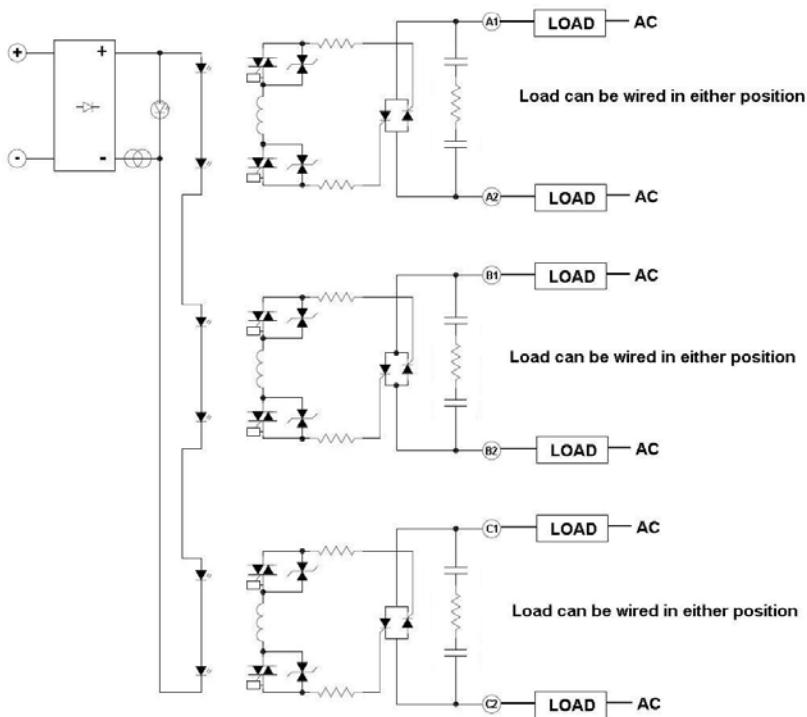 A1 LOAD AC
+ +
Load can be wired in either position
- -
A2 LOAD AC
B1 LOAD AC
Load can be wired in either position
B2 LOAD AC
C1 LOAD AC
Load can be wired in either position
C2 LOAD AC